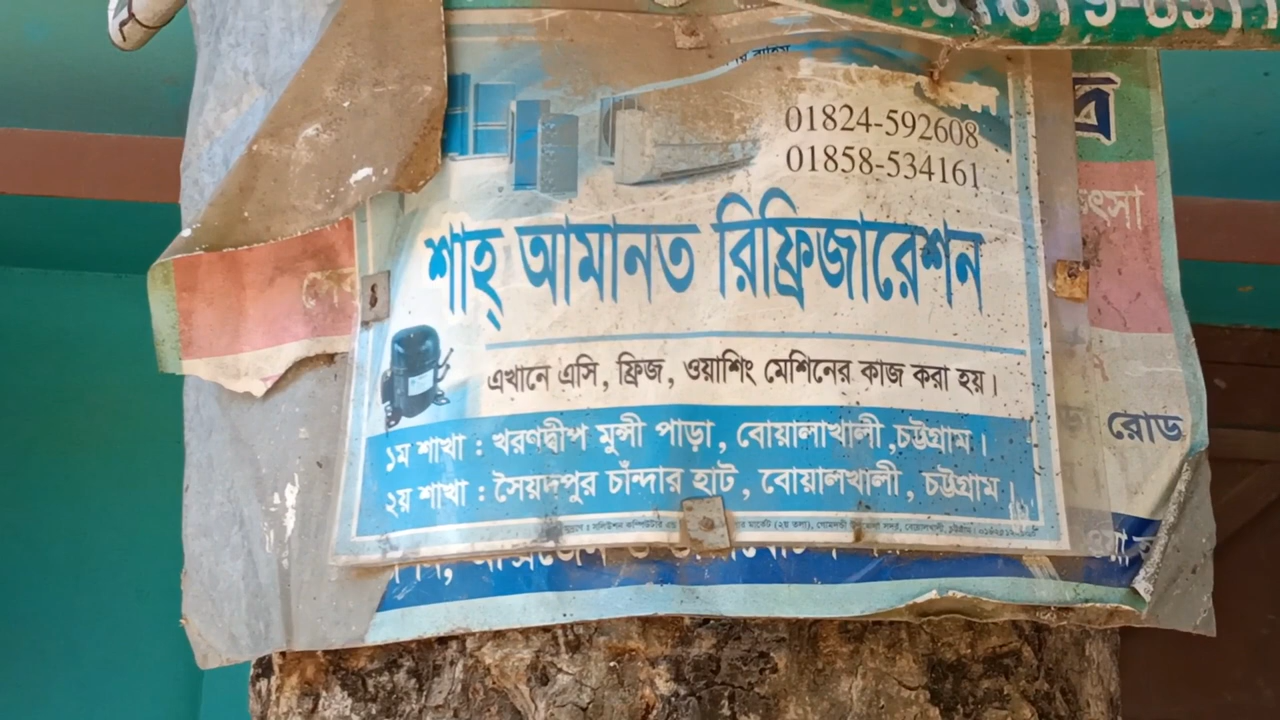 01824-592608
01858-534161
শাহ্ আমানত রিফ্রিজারেশন
এখানে এসি, ফ্রিজ, ওয়াশিং মেশিনের কাজ করা হয়।
১ম শাখা : খরণদ্বীপ মুন্সী পাড়া, বোয়ালাখালী ,চট্টগ্রাম।
২য় শাখা : সৈয়দপুর চাঁন্দার হাট, বোয়ালখালী, চট্টগ্রাম।
রোড